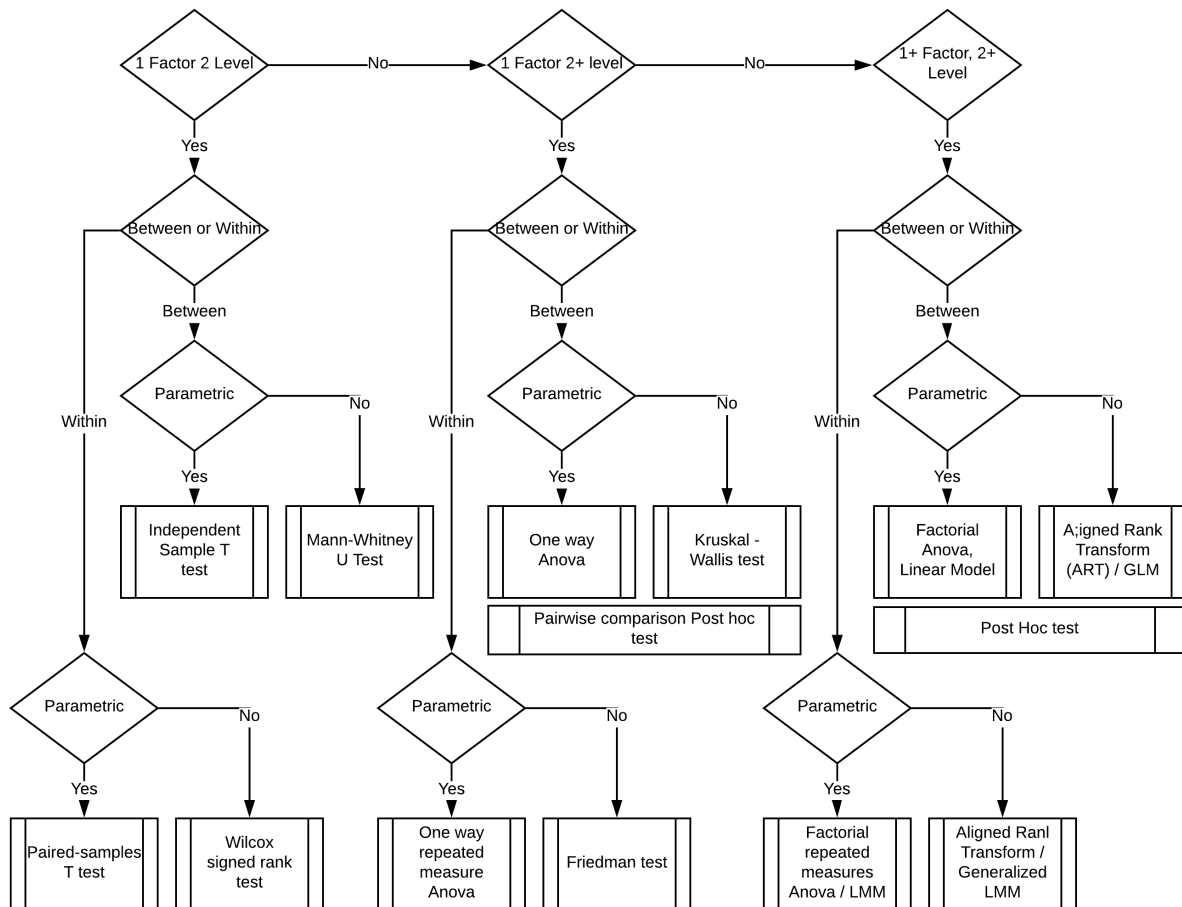 1 Factor 2 Level
No
1 Factor 2+ level
No
1+ Factor, 2+
Level
Yes
Yes
Yes
Between or Within
Between or Within
Between or Within
Between
Between
Between
Parametric
No
Parametric
No
Parametric
No
Within
Within
Within
Yes
Yes
Yes
Independent
Sample T
test
Mann-Whitney
U Test
One way
Anova
Kruskal -
Wallis test
Factorial
Anova,
Linear Model
A;igned Rank
Transform
(ART) / GLM
Pairwise comparison Post hoc
test
Post Hoc test
Parametric
No
Parametric
No
Parametric
No
Yes
Yes
Yes
Paired-samples
T test
Wilcox
signed rank
test
One way
repeated
measure
Anova
Friedman test
Factorial
repeated
measures
Anova / LMM
Aligned Ranl
Transform /
Generalized
LMM